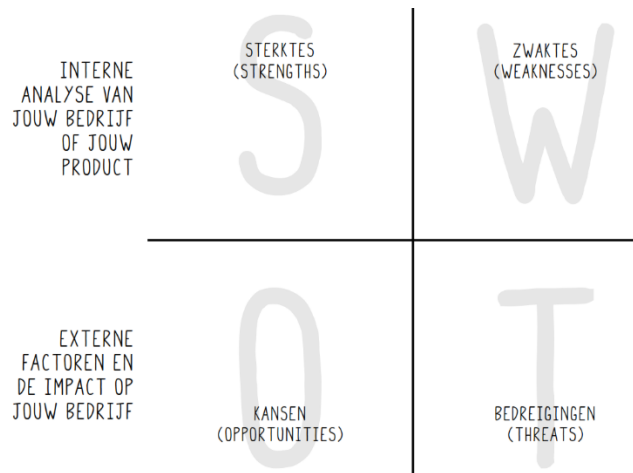 INTERNE
ANALYSE VAN
JOUW BEDRIJF
OF JOUW
PRODUCT
S
STERKTES
(STRENGTHS)
W
ZWAKTES
(WEAKNESSES)
EXTERNE
FACTOREN EN
DE IMPACT OP
JOUW BEDRIJF
O
KANSEN
(OPPORTUNITIES)
T
BEDREIGINGEN
(THREATS)